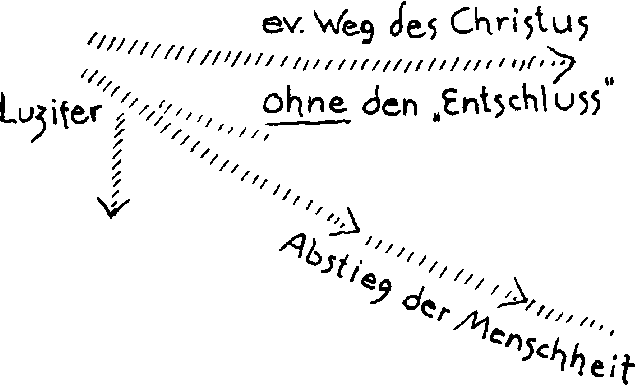 ev. Weg des Christus
Luzifer
ohne den „Entschluss"
Abstieg der Menschheit